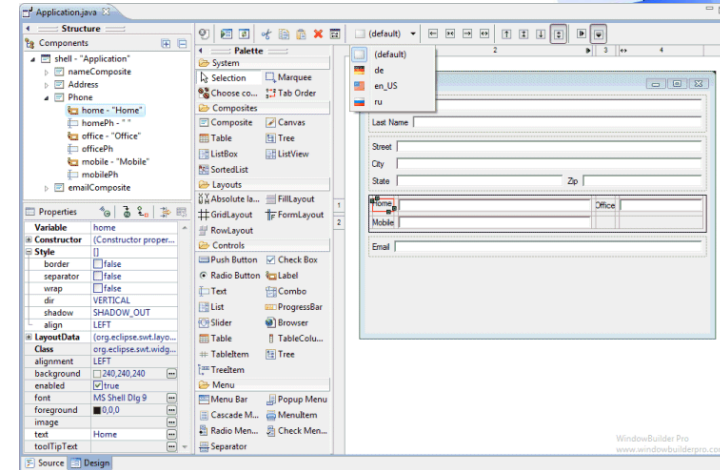 Application.java
Structure
Components
shell - "Application"
nameComposite
Address
Phone
home - "Home"
homePh - " "
office - "Office"
officePh
mobile - "Mobile"
mobilePh
emailComposite
Properties
Variable home
Constructor (Constructor proper...
Style []
border false
separator false
wrap false
dir VERTICAL
shadow SHADOW_OUT
align LEFT
LayoutData (org.eclipse.swt.layo...
Class org.eclipse.swt.widg...
alignment LEFT
background 240,240,240
enabled true
font MS Shell Dlg 9
foreground 0,0,0
image
text Home
toolTipText
Source Design
Palette
System
Selection Marquee
Choose co... Tab Order
Composites
Composite Canvas
Table Tree
ListBox ListView
SortedList
Layouts
Absolute la... FillLayout
GridLayout FormLayout
RowLayout
Controls
Push Button Check Box
Radio Button Label
Text Combo
List ProgressBar
Slider Browser
Table TableColu...
TableItem Tree
TreeItem
Menu
Menu Bar Popup Menu
Cascade M... MenuItem
Radio Men... Check Men...
Separator
(default)
(default)
de
en_US
ru
2 3 4
1
2
Last Name
Street
City
State Zip
Home Office
Mobile
Email
WindowBuilder Pro
www.windowbuilderpro.com